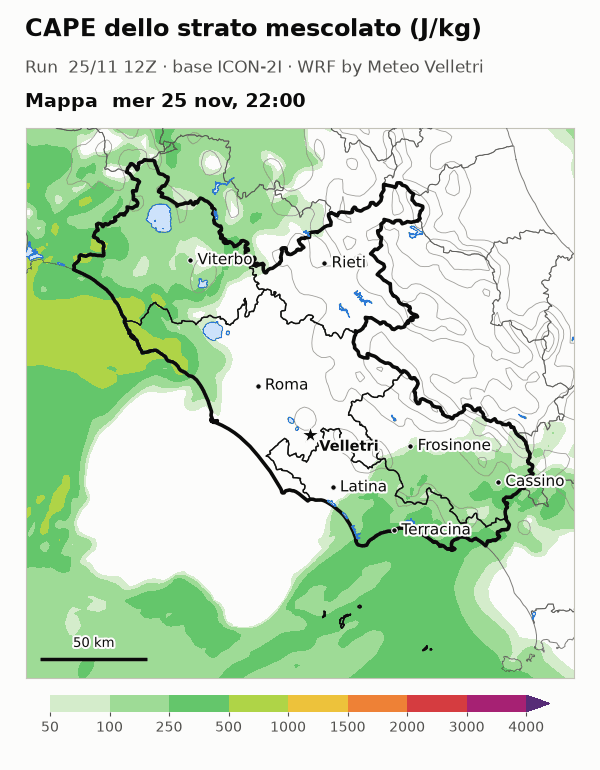 CAPE dello strato mescolato (J/kg)
Run  25/11 12Z · base ICON-2I · WRF by Meteo Velletri
Mappa  mer 25 nov, 22:00
Viterbo
Rieti
Roma
Velletri
Frosinone
Cassino
Latina
Terracina
50 km
50 100 250 500 1000 1500 2000 3000 4000